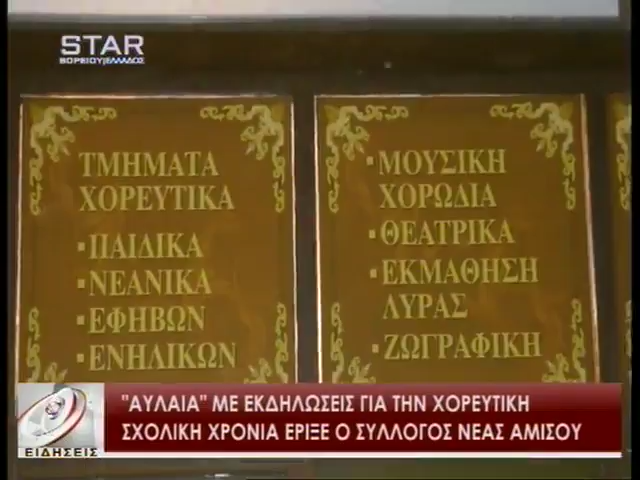 STAR
ΒΟΡΕΙΟΥ ΕΛΛΑΔΟΣ
ΤΜΗΜΑΤΑ
ΧΟΡΕΥΤΙΚΑ
▪ΠΑΙΔΙΚΑ
▪ΝΕΑΝΙΚΑ
▪ΕΦΗΒΩΝ
▪ΕΝΗΛΙΚΩΝ
▪ΜΟΥΣΙΚΗ
ΧΟΡΩΔΙΑ
▪ΘΕΑΤΡΙΚΑ
▪ΕΚΜΑΘΗΣΗ
ΛΥΡΑΣ
▪ΖΩΓΡΑΦΙΚΗ
"ΑΥΛΑΙΑ" ΜΕ ΕΚΔΗΛΩΣΕΙΣ ΓΙΑ ΤΗΝ ΧΟΡΕΥΤΙΚΗ
ΣΧΟΛΙΚΗ ΧΡΟΝΙΑ ΕΡΙΞΕ Ο ΣΥΛΛΟΓΟΣ ΝΕΑΣ ΑΜΙΣΟΥ
ΕΙΔΗΣΕΙΣ